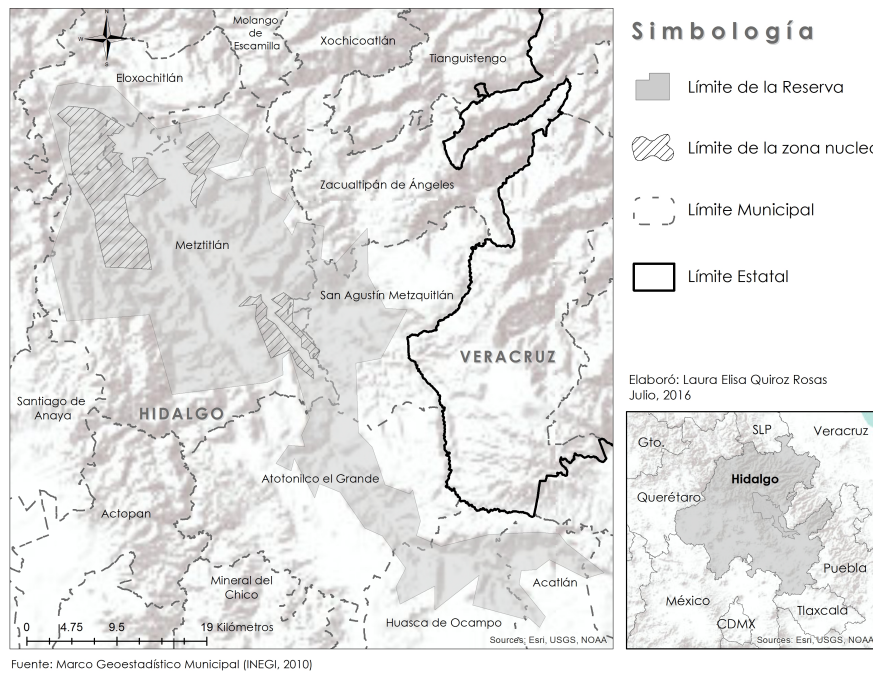 Molango
de
Escamilla
Xochicoatlán
Tianguistengo
Eloxochitlán
Zacualtipán de Ángeles
Metztitlán
San Agustín Metzquitlán
VERACRUZ
Santiago de
Anaya
HIDALGO
Atotonilco el Grande
Actopan
Mineral del
Chico
Acatlán
Huasca de Ocampo
0 4.75 9.5 19 Kilómetros
Sources: Esri, USGS, NOAA
Fuente: Marco Geoestadístico Municipal (INEGI, 2010)
Simbología
Límite de la Reserva
Límite de la zona nucleo
Límite Municipal
Límite Estatal
Elaboró: Laura Elisa Quiroz Rosas
Julio, 2016
SLP
Veracruz
Gto.
Hidalgo
Querétaro
Puebla
México
Tlaxcala
CDMX
Sources: Esri, USGS, NOAA